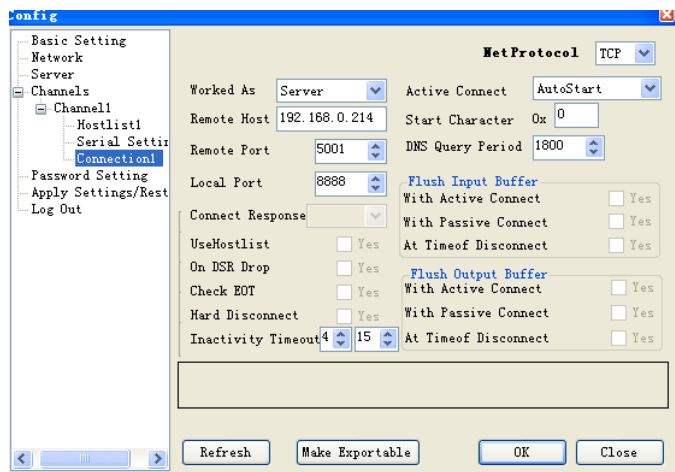 Config
Basic Setting
Network
Server
Channels
Channel1
Hostlist1
Serial Settin
Connection1
Password Setting
Apply Settings/Rest
Log Out
NetProtocol TCP
Worked As Server
Active Connect AutoStart
Remote Host 192.168.0.214
Start Character 0x 0
Remote Port 5001
DNS Query Period 1800
Local Port 8888
Connect Response
UseHostlist Yes
On DSR Drop Yes
Check EOT Yes
Hard Disconnect Yes
Inactivity Timeout 4 15
Flush Input Buffer
With Active Connect Yes
With Passive Connect Yes
At Timeof Disconnect Yes
Flush Output Buffer
With Active Connect Yes
With Passive Connect Yes
At Timeof Disconnect Yes
Refresh Make Exportable OK Close